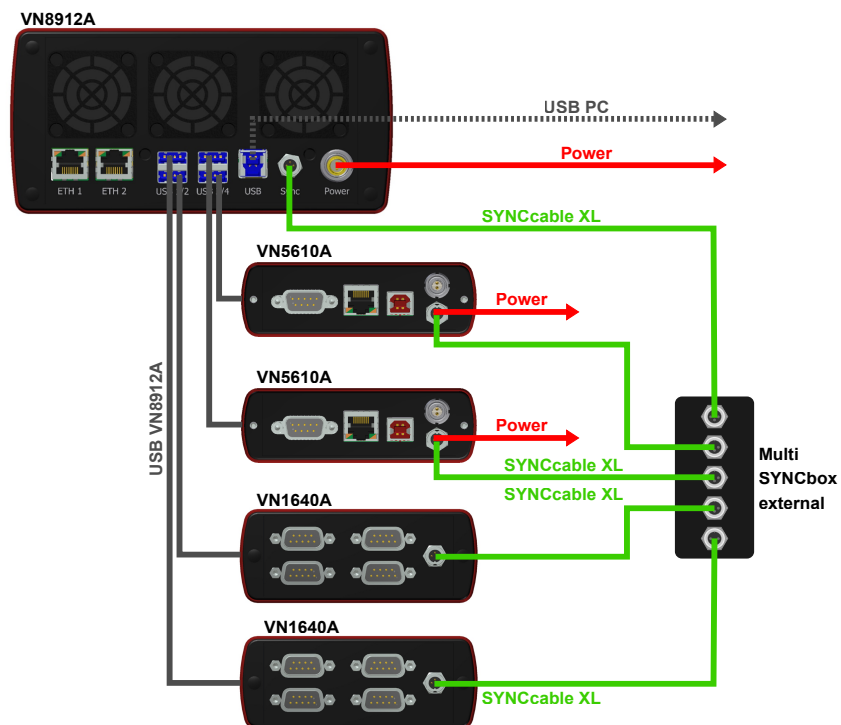 VN8912A
USB PC
Power
ETH 1
ETH 2
USB
Sync
Power
SYNCcable XL
VN5610A
Power
VN5610A
Power
SYNCcable XL
SYNCcable XL
Multi
SYNCbox
external
USB VN8912A
VN1640A
VN1640A
SYNCcable XL